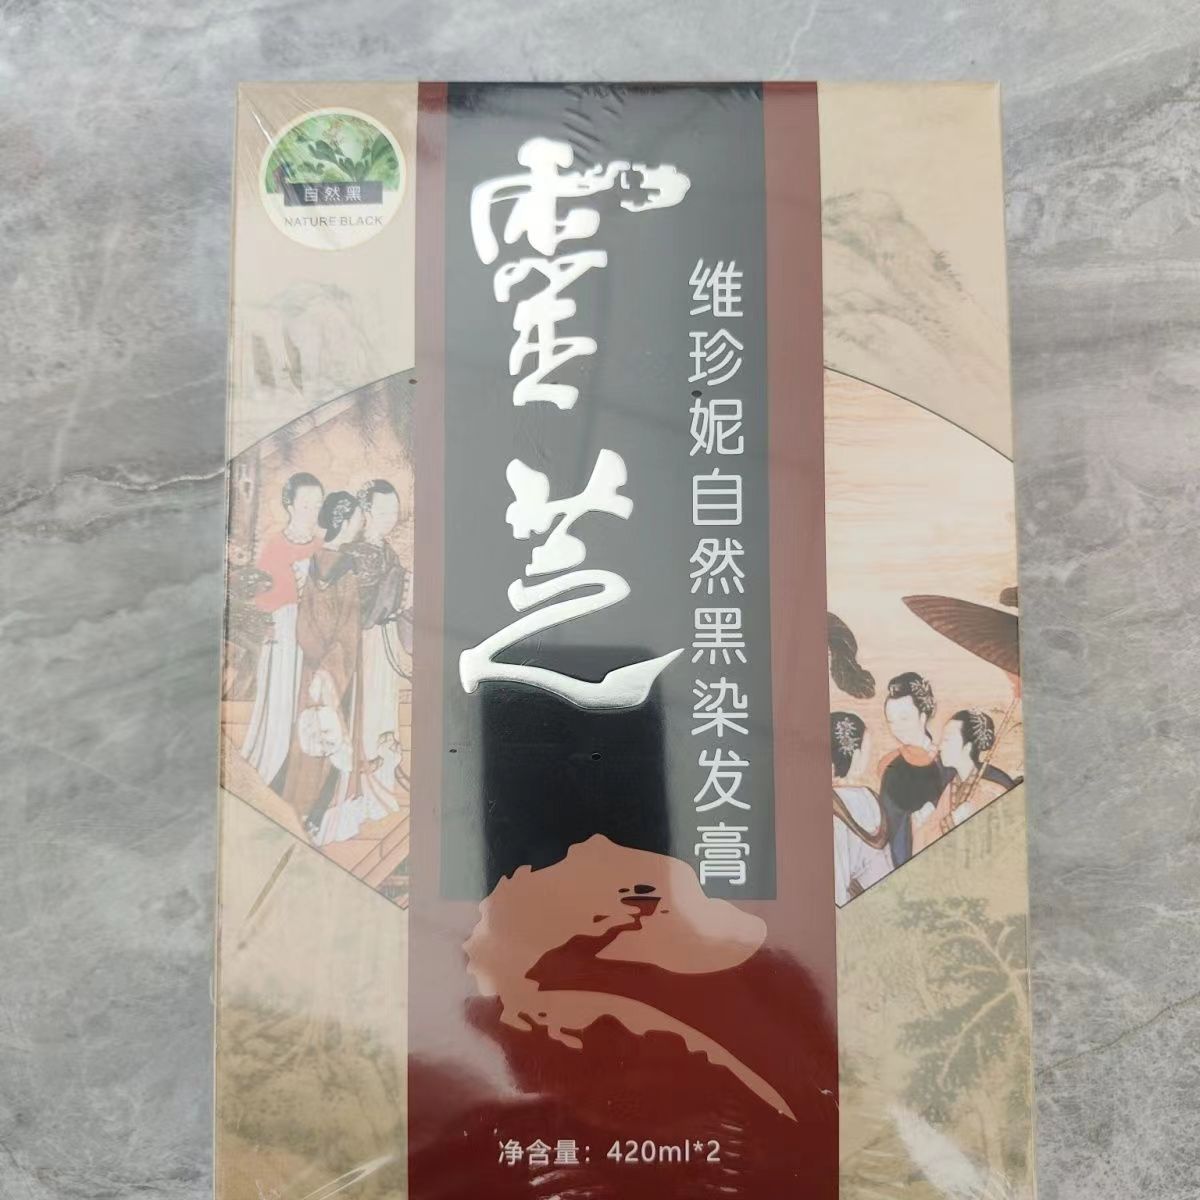 自然黑
NATURE BLACK
靈芝
维珍妮自然黑染发膏
净含量：420ml*2